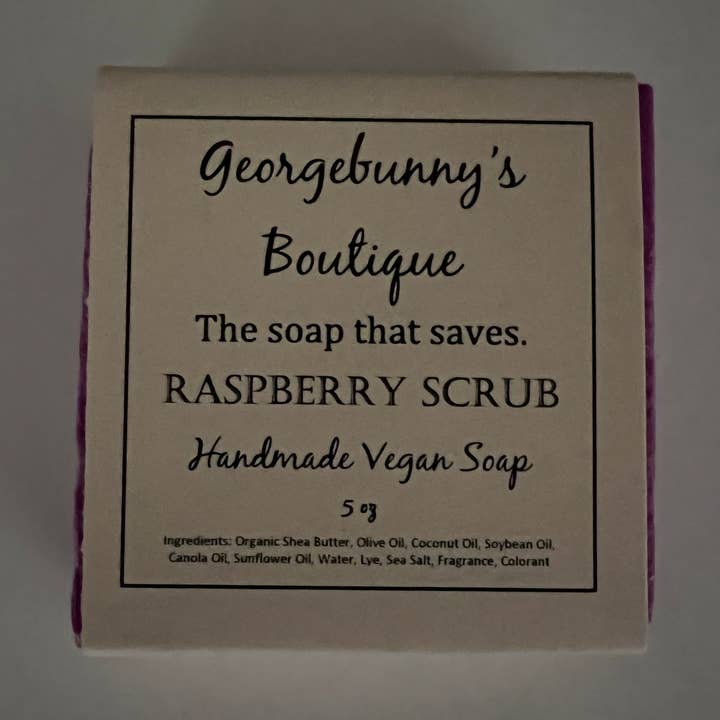 Georgebunny's
Boutique
The soap that saves.
RASPBERRY SCRUB
Handmade Vegan Soap
5 oz
Ingredients: Organic Shea Butter, Olive Oil, Coconut Oil, Soybean Oil,
Canola Oil, Sunflower Oil, Water, Lye, Sea Salt, Fragrance, Colorant